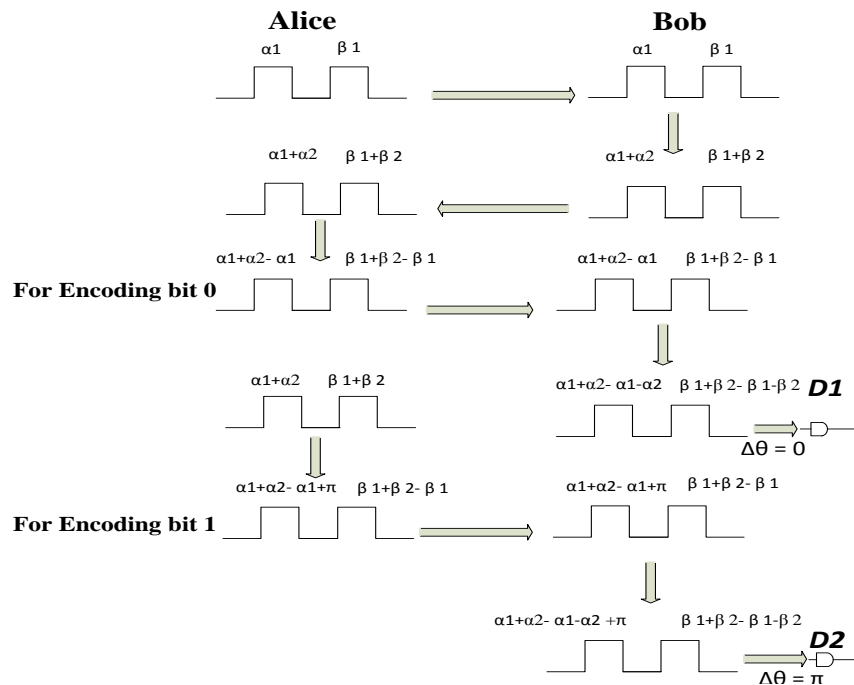 Alice Bob
α1 β 1 α1 β 1
α1+α2 β 1+β 2 α1+α2 β 1+β 2
α1+α2- α1 β 1+β 2- β 1 α1+α2- α1 β 1+β 2- β 1
For Encoding bit 0
α1+α2 β 1+β 2 α1+α2- α1-α2 β 1+β 2- β 1-β 2 D1
Δθ = 0
α1+α2- α1+π β 1+β 2- β 1 α1+α2- α1+π β 1+β 2- β 1
For Encoding bit 1
α1+α2- α1-α2 +π β 1+β 2- β 1-β 2 D2
Δθ = π